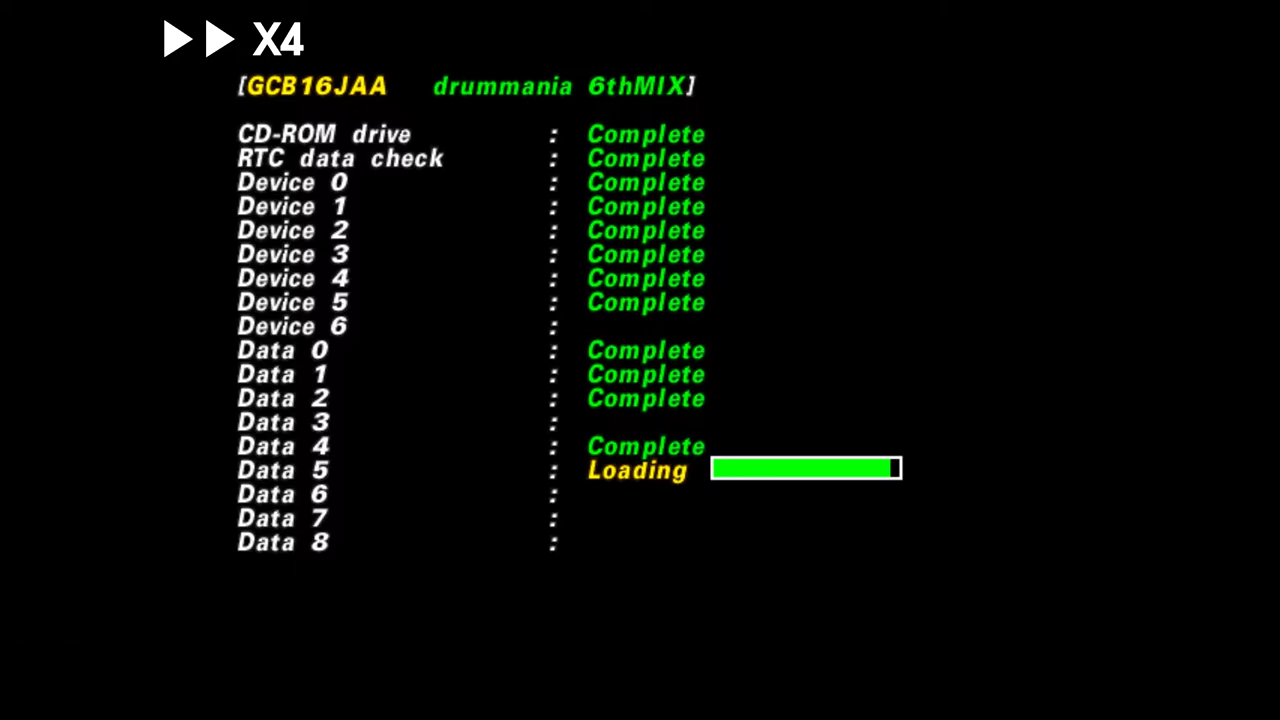 ▶▶ X4
[GCB16JAA drummania 6thMIX]
CD-ROM drive : Complete
RTC data check : Complete
Device 0 : Complete
Device 1 : Complete
Device 2 : Complete
Device 3 : Complete
Device 4 : Complete
Device 5 : Complete
Device 6 :
Data 0 : Complete
Data 1 : Complete
Data 2 : Complete
Data 3 :
Data 4 : Complete
Data 5 : Loading
Data 6 :
Data 7 :
Data 8 :